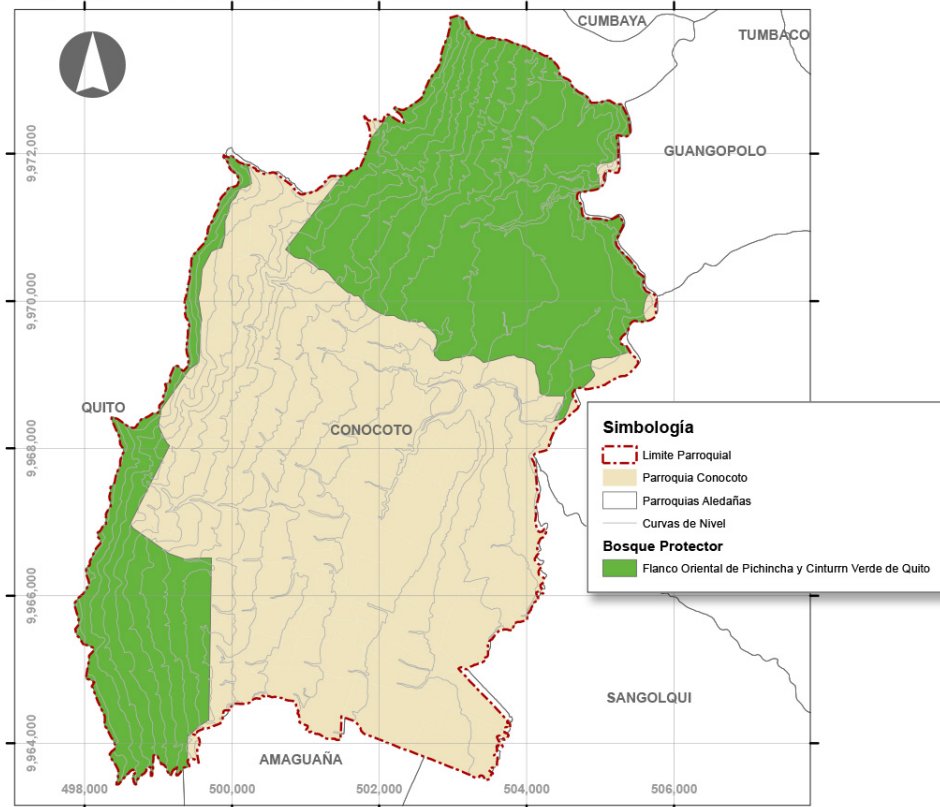 CUMBAYA
TUMBACO
GUANGOPOLO
9,972,000
9,970,000
QUITO
CONOCOTO
9,968,000
Simbología
Limite Parroquial
Parroquia Conocoto
Parroquias Aledañas
Curvas de Nivel
Bosque Protector
Flanco Oriental de Pichincha y Cinturrn Verde de Quito
9,966,000
SANGOLQUI
9,964,000
AMAGUAÑA
498,000
500,000
502,000
504,000
506,000